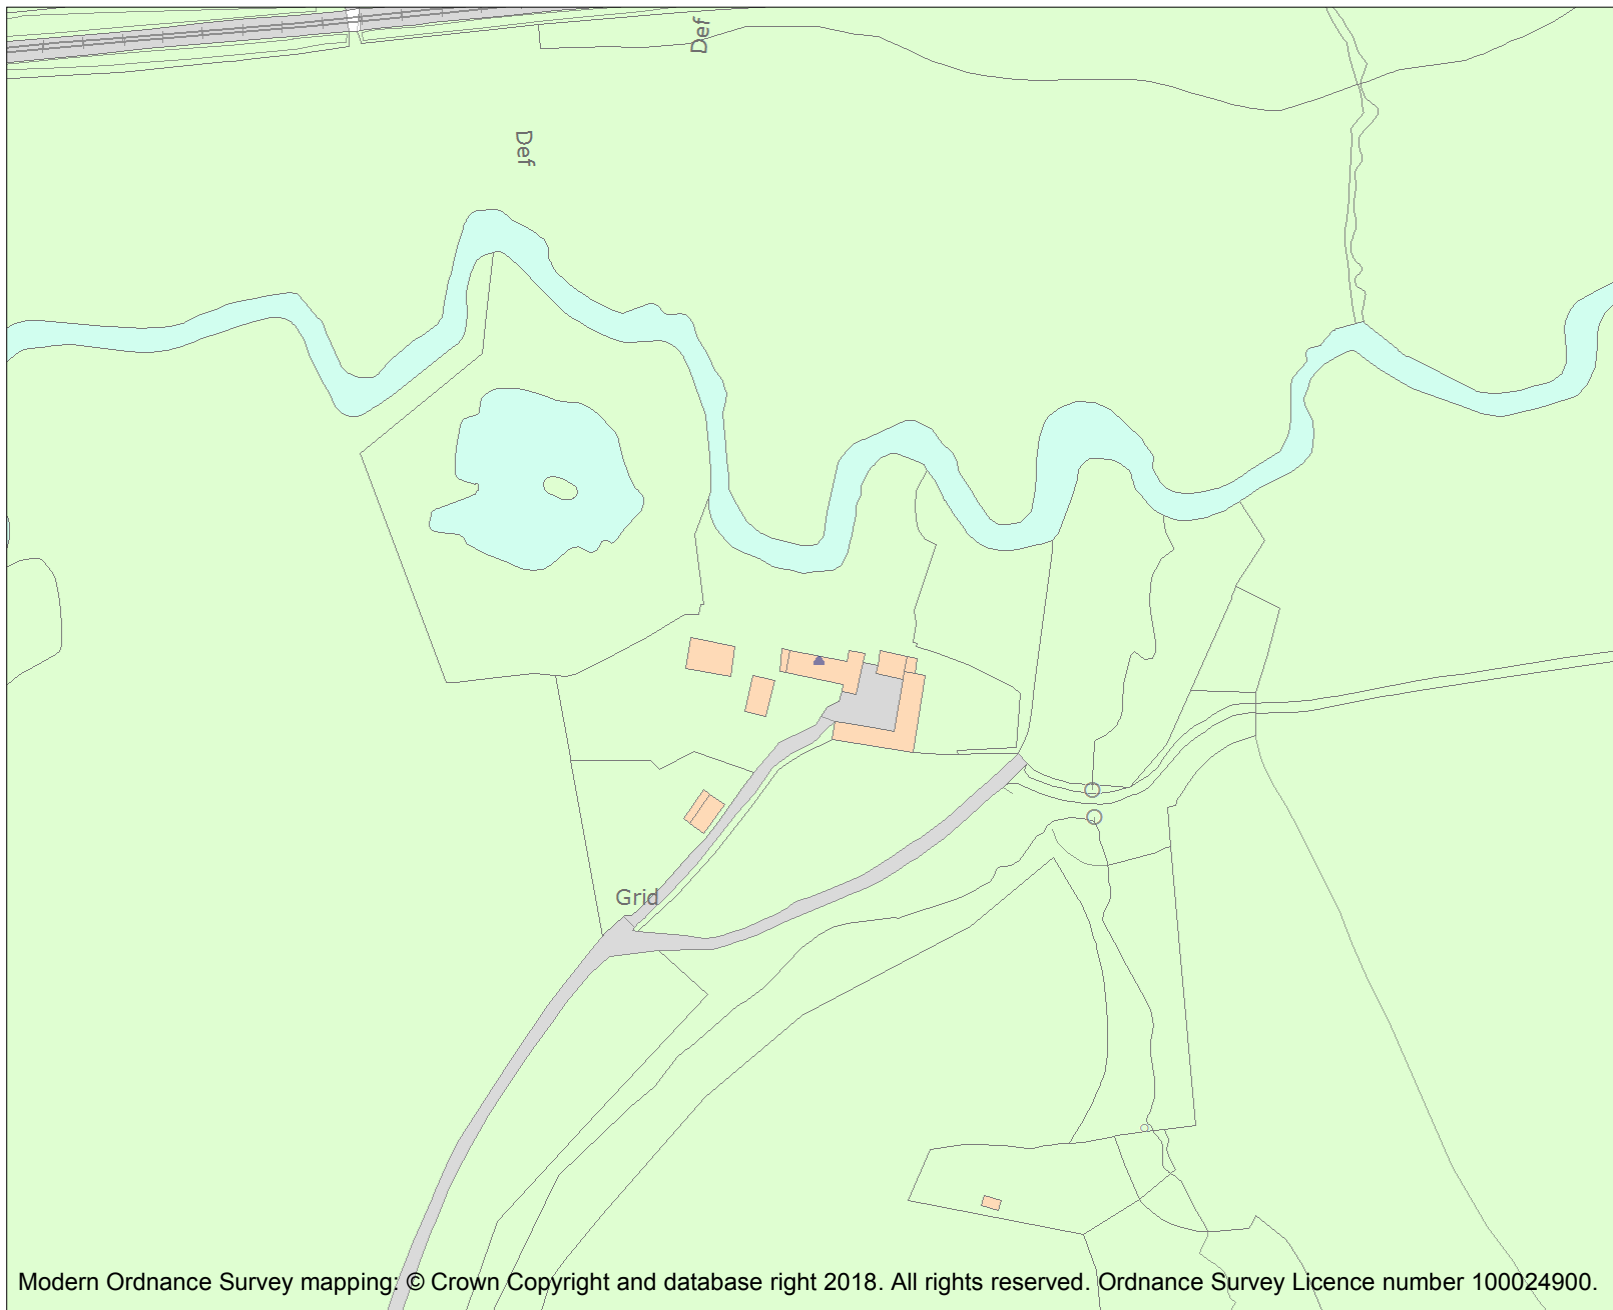 Def
Def
Grid
Modern Ordnance Survey mapping: © Crown Copyright and database right 2018. All rights reserved. Ordnance Survey Licence number 100024900.